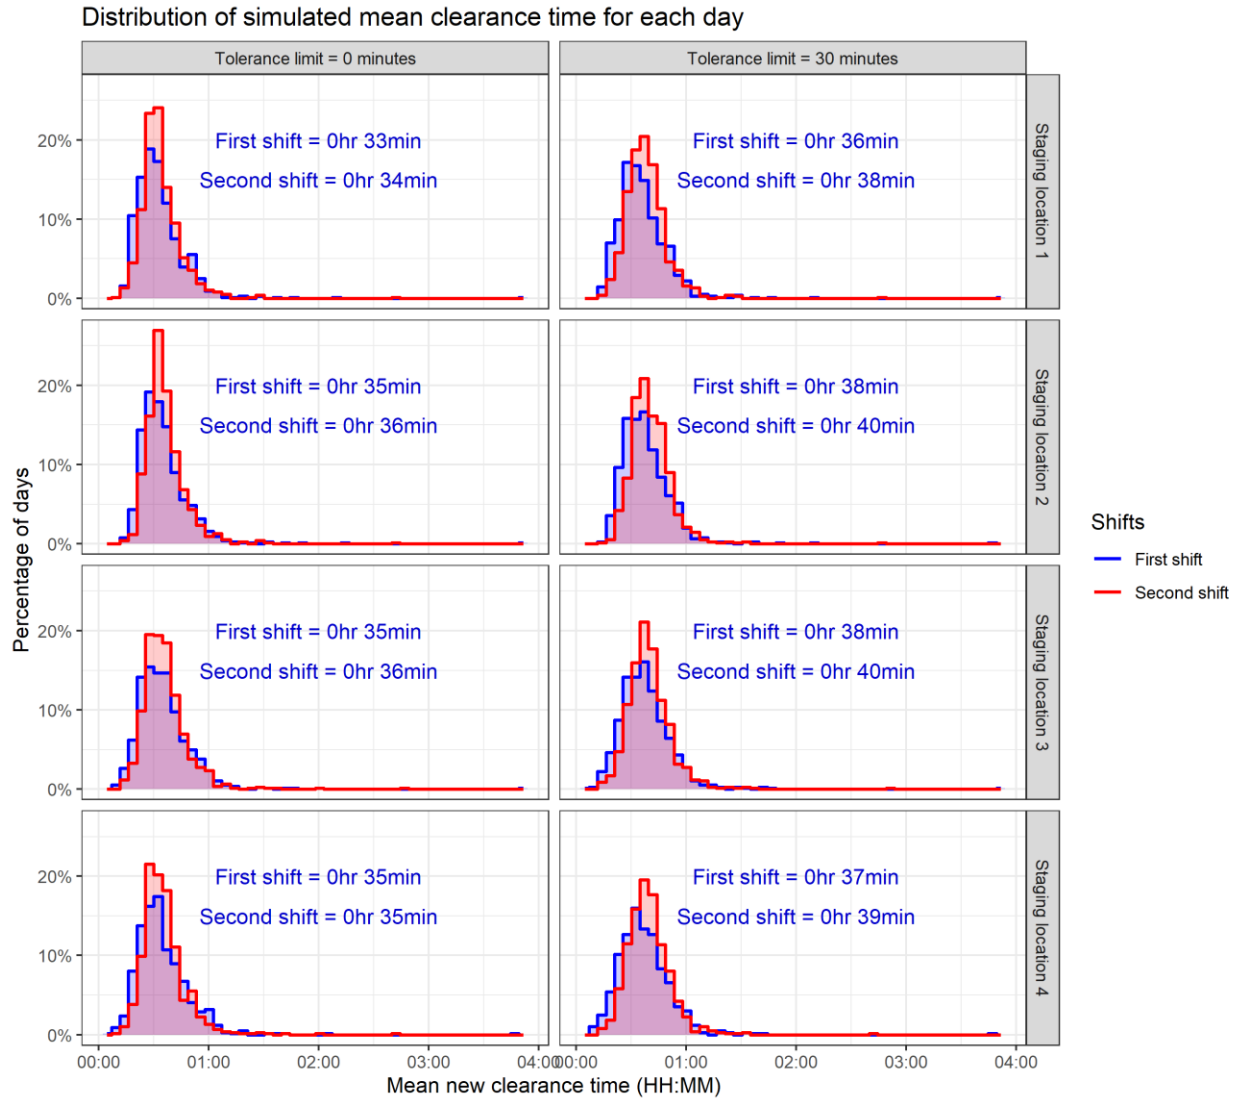 Distribution of simulated mean clearance time for each day
Tolerance limit = 0 minutes
Tolerance limit = 30 minutes
Percentage of days
20%
10%
0%
First shift = 0hr 33min
Second shift = 0hr 34min
First shift = 0hr 36min
Second shift = 0hr 38min
Staging location 1
20%
10%
0%
First shift = 0hr 35min
Second shift = 0hr 36min
First shift = 0hr 38min
Second shift = 0hr 40min
Staging location 2
20%
10%
0%
First shift = 0hr 35min
Second shift = 0hr 36min
First shift = 0hr 38min
Second shift = 0hr 40min
Staging location 3
20%
10%
0%
First shift = 0hr 35min
Second shift = 0hr 35min
First shift = 0hr 37min
Second shift = 0hr 39min
Staging location 4
00:00 01:00 02:00 03:00 04:00
00:00 01:00 02:00 03:00 04:00
Mean new clearance time (HH:MM)
Shifts
First shift
Second shift